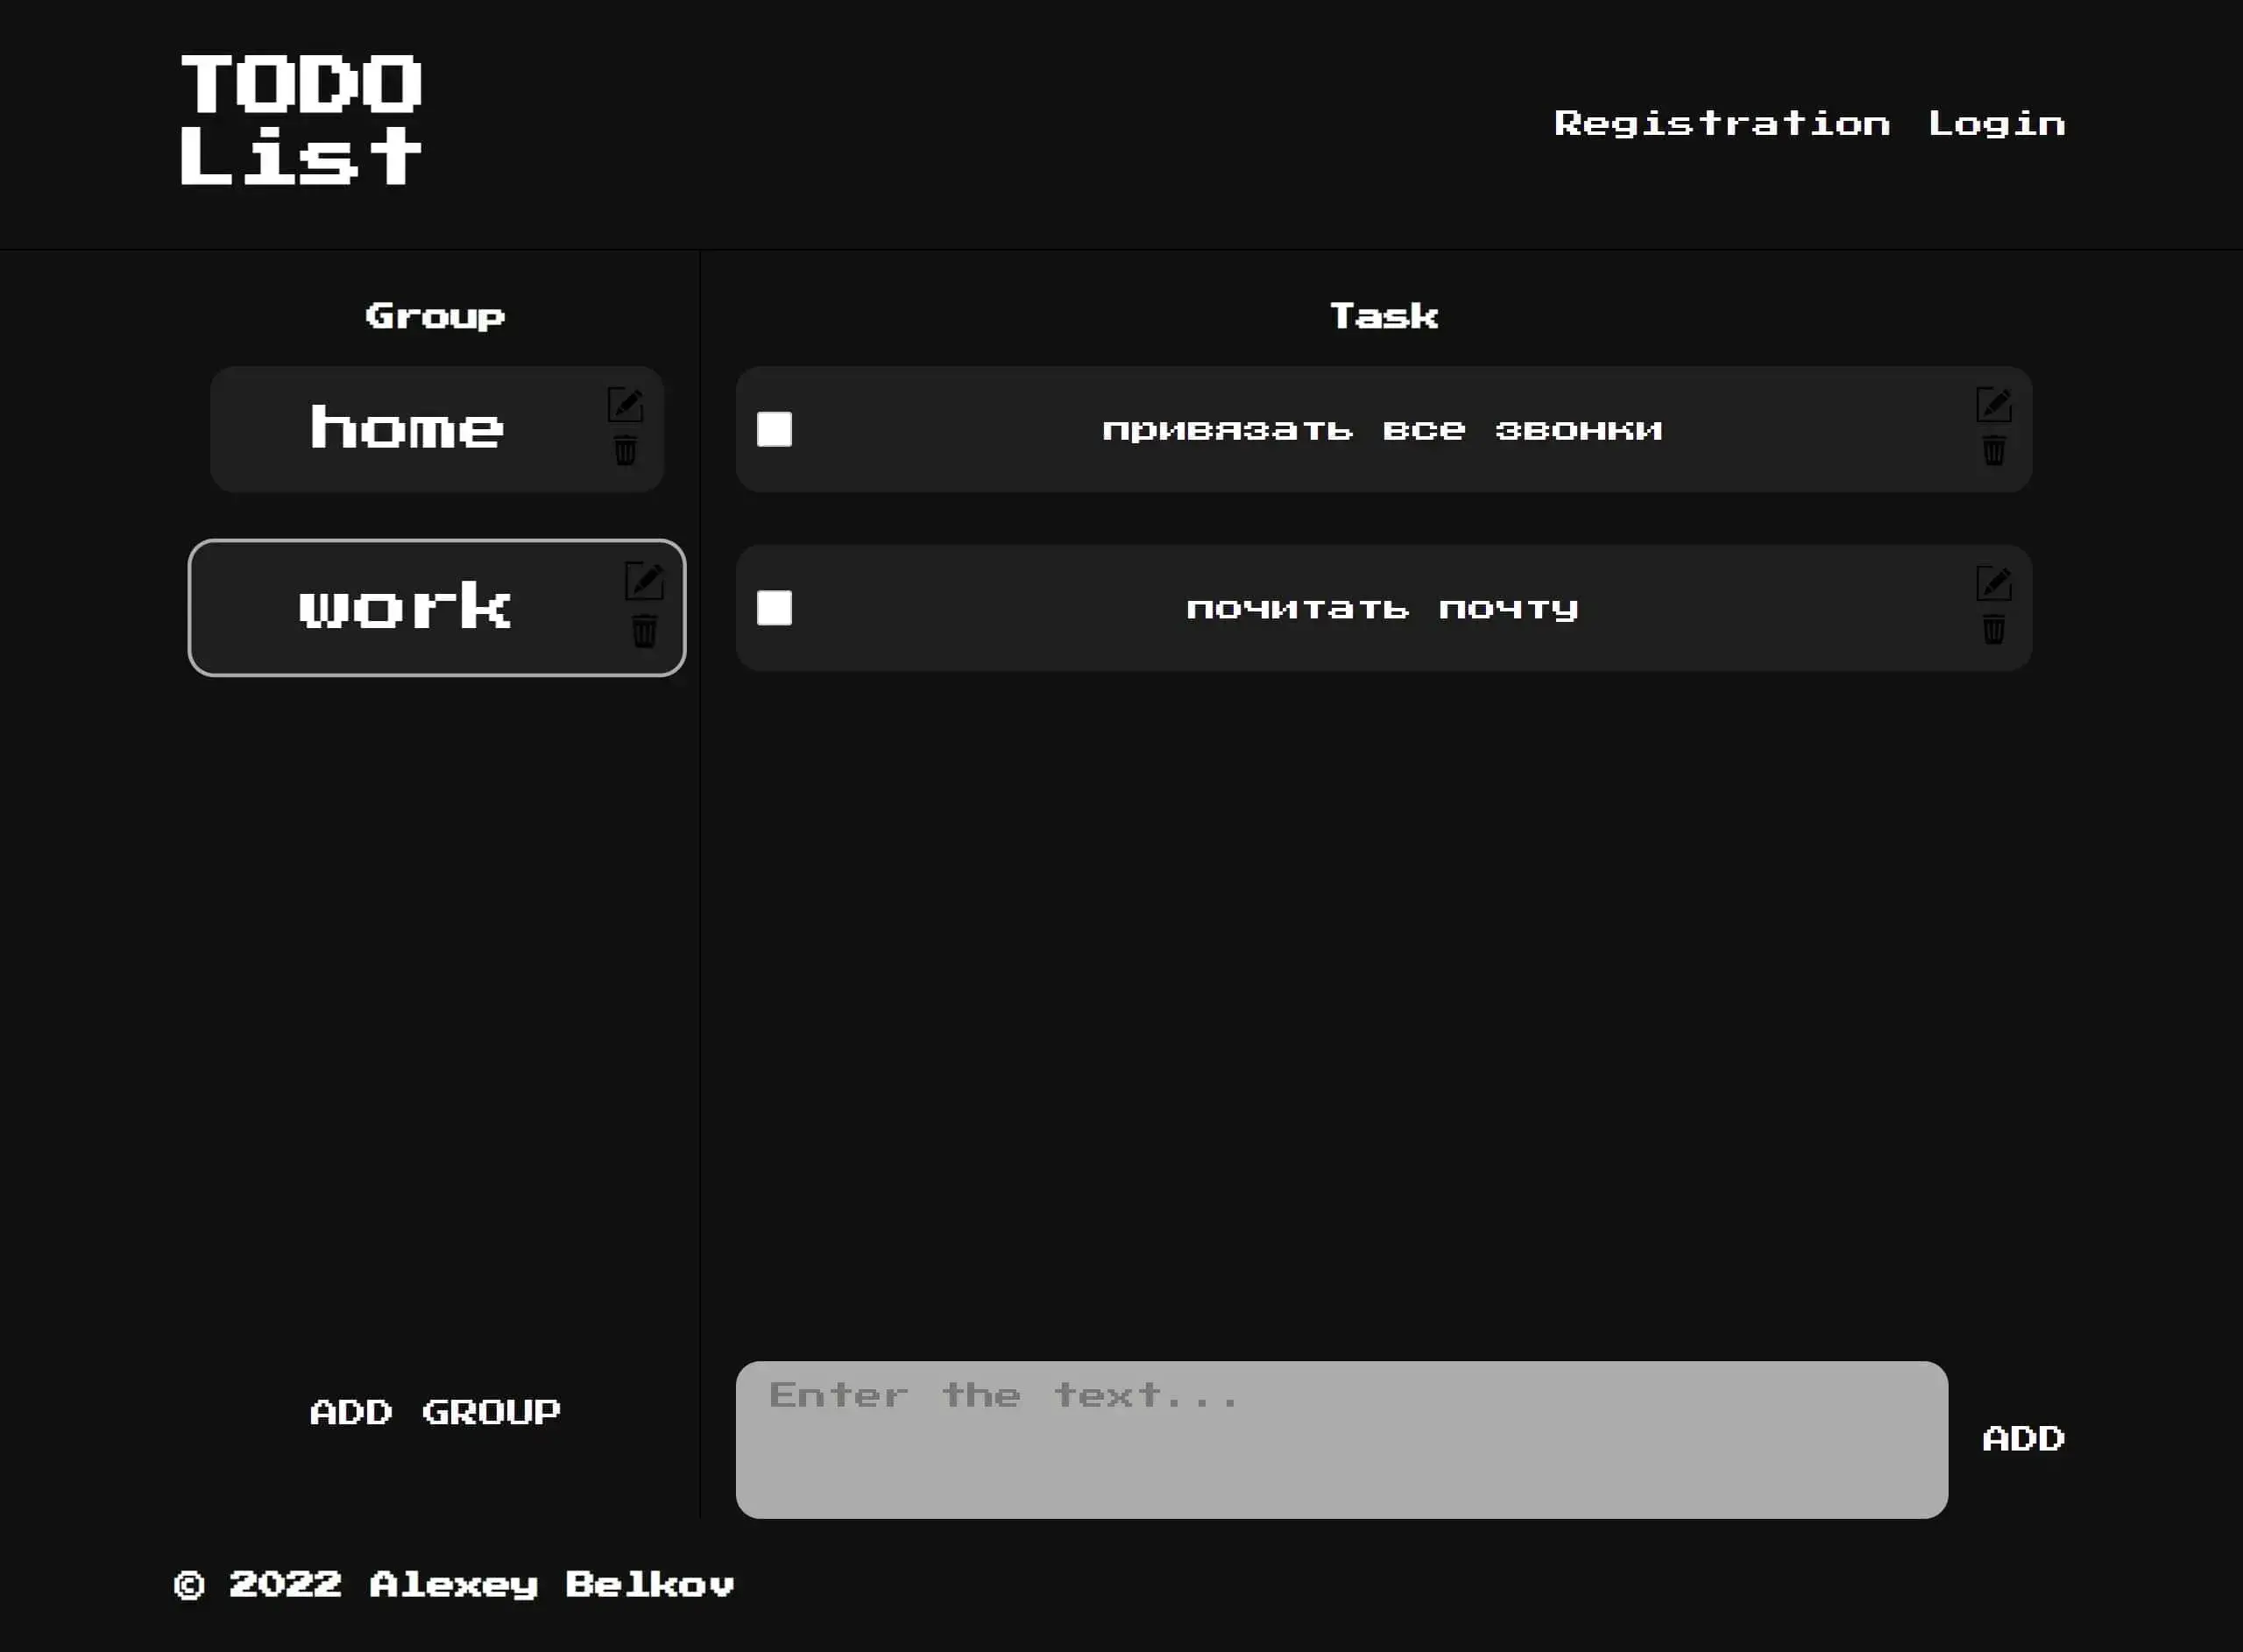 TODO
List
Registration Login
Group
Task
home
привязать все звонки
work
почитать почту
ADD GROUP
Enter the text...
ADD
© 2022 Alexey Belkov